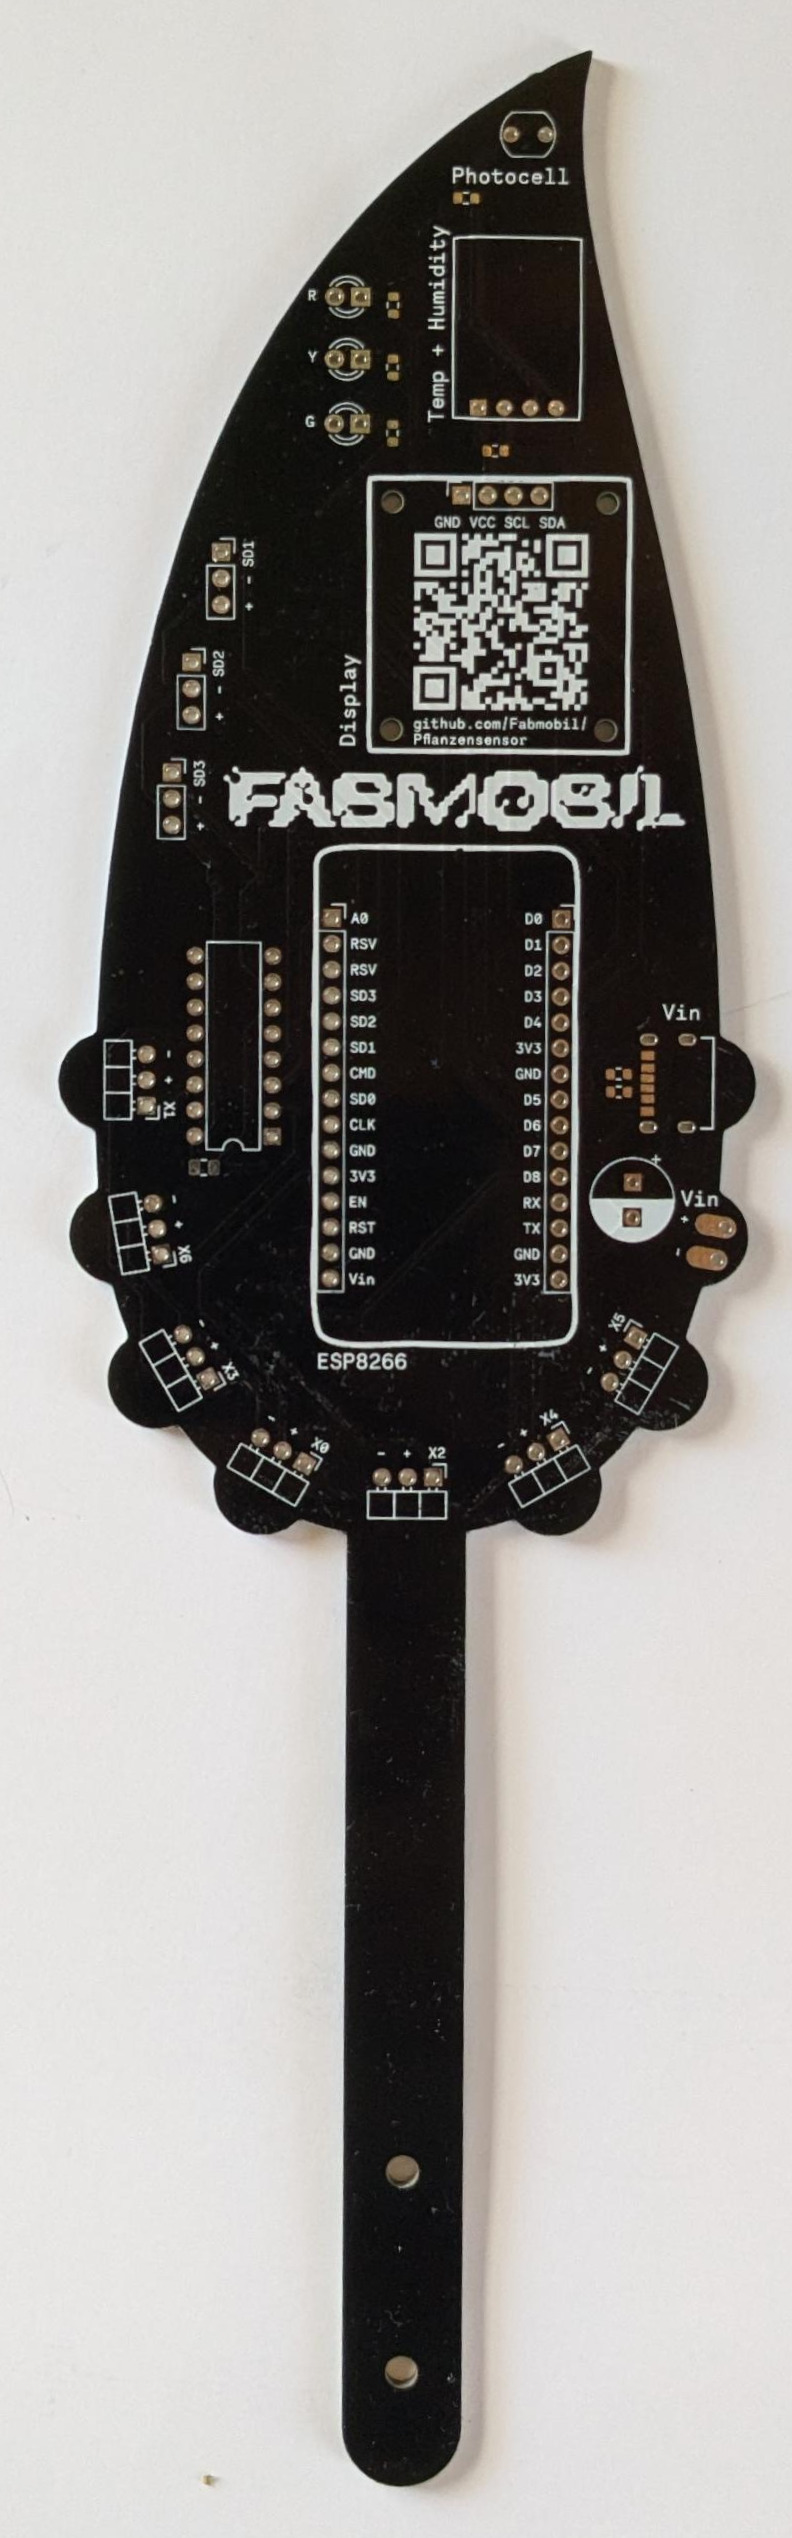 Photocell
Temp + Humidity
R
Y
G
GND VCC SCL SDA
Display
github.com/Fabmobil/
Pflanzensensor
+ - SD1
+ - SD2
+ - SD3
FABMOBIL
A0
RSV
RSV
SD3
SD2
SD1
CMD
SD0
CLK
GND
3V3
EN
RST
GND
Vin
D0
D1
D2
D3
D4
3V3
GND
D5
D6
D7
D8
RX
TX
GND
3V3
ESP8266
Vin
+
Vin
+
-
- + X1
- + X6
- + X3
- + X0
- + X2
- + X4
- + X5